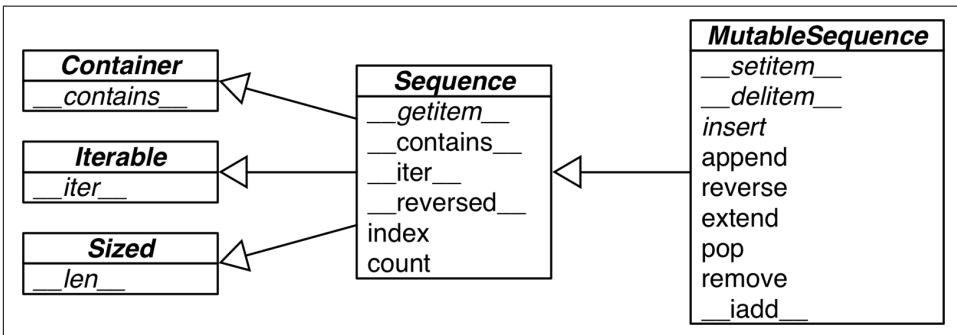 Container
__contains__
Iterable
__iter__
Sized
__len__
Sequence
__getitem__
__contains__
__iter__
__reversed__
index
count
MutableSequence
__setitem__
__delitem__
insert
append
reverse
extend
pop
remove
__iadd__